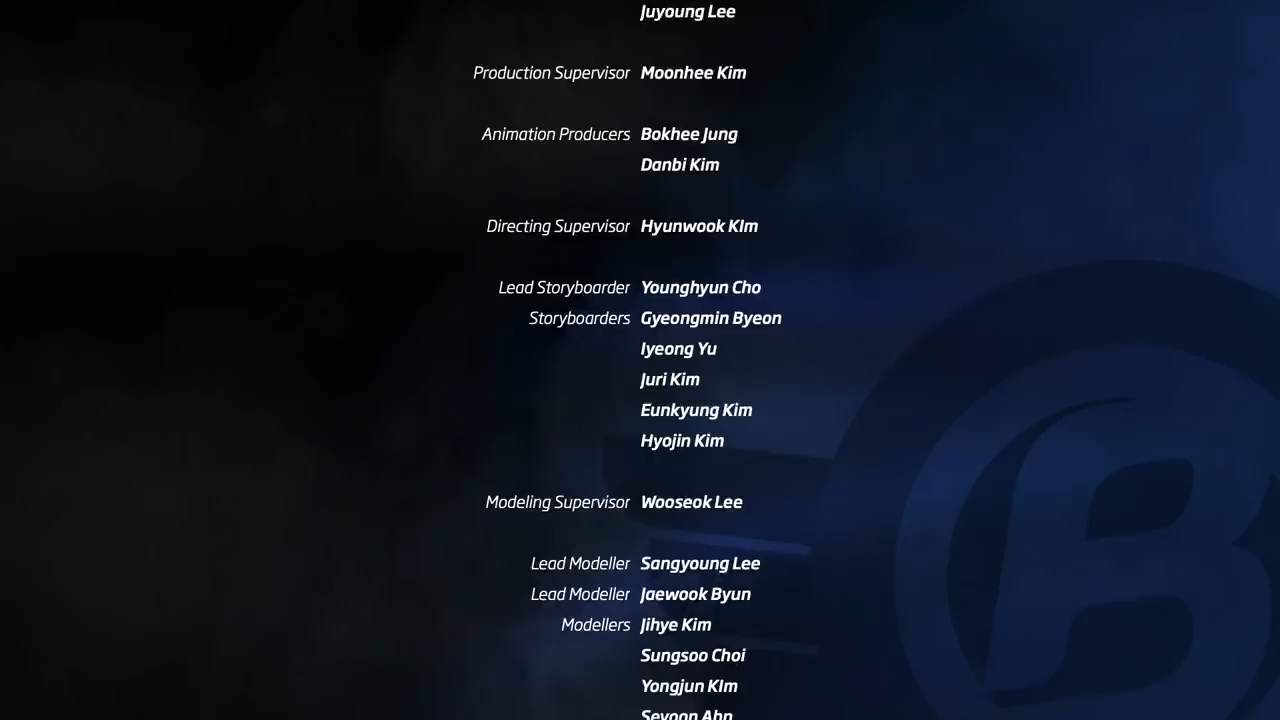 Juyoung Lee
Production Supervisor Moonhee Kim
Animation Producers Bokhee Jung
Danbi Kim
Directing Supervisor Hyunwook KIm
Lead Storyboarder Younghyun Cho
Storyboarders Gyeongmin Byeon
Iyeong Yu
Juri Kim
Eunkyung Kim
Hyojin Kim
Modeling Supervisor Wooseok Lee
Lead Modeller Sangyoung Lee
Lead Modeller Jaewook Byun
Modellers Jihye Kim
Sungsoo Choi
Yongjun KIm
Seyoon Ahn
B